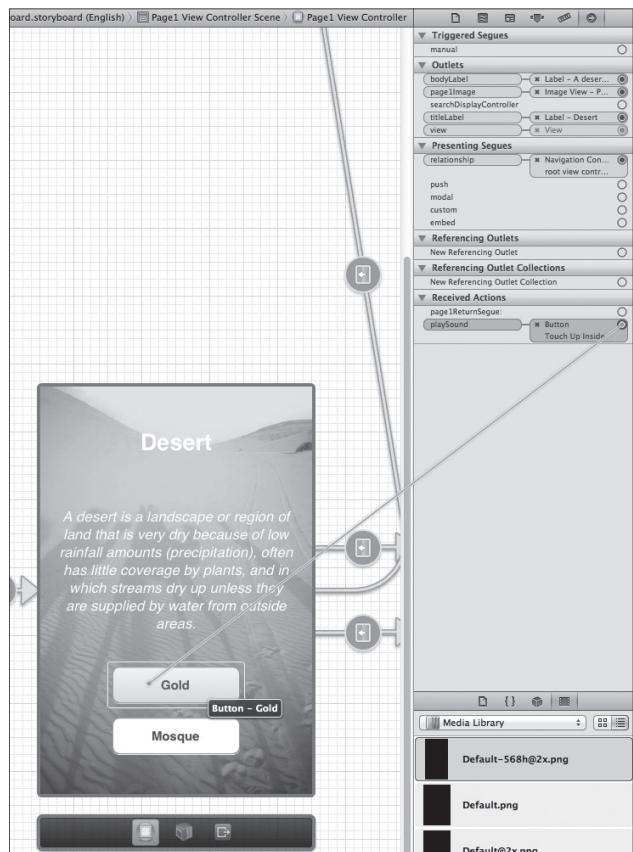 oard.storyboard (English) 〉 Page1 View Controller Scene 〉 Page1 View Controller
Triggered Segues
manual
Outlets
bodyLabel
Label – A deser...
page1Image
Image View – P...
searchDisplayController
titleLabel
Label – Desert
view
View
Presenting Segues
relationship
Navigation Con...
root view contr...
push
modal
custom
embed
Referencing Outlets
New Referencing Outlet
Referencing Outlet Collections
New Referencing Outlet Collection
Received Actions
page1ReturnSegue:
playSound
Button
Touch Up Inside
Desert
A desert is a landscape or region of
land that is very dry because of low
rainfall amounts (precipitation), often
has little coverage by plants, and in
which streams dry up unless they
are supplied by water from outside
areas.
Gold
Button – Gold
Mosque
{ }
Media Library
Default-568h@2x.png
Default.png
Default@2x.png